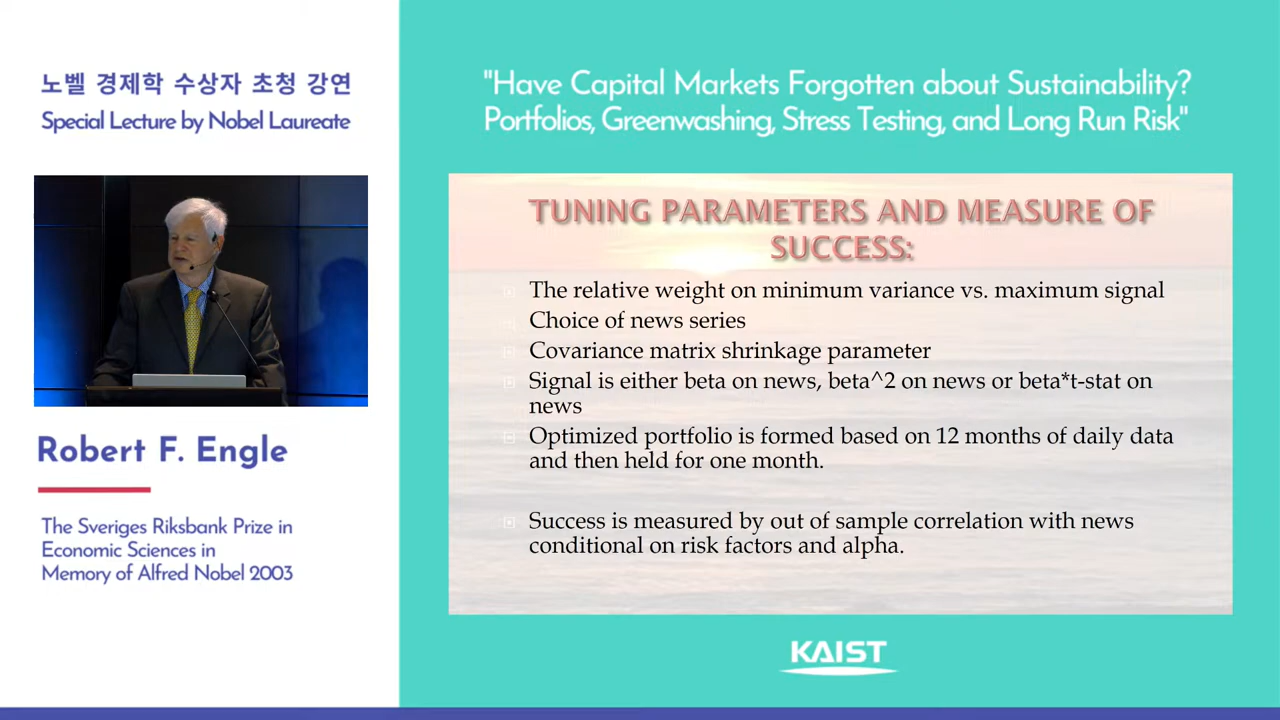 노벨 경제학 수상자 초청 강연
Special Lecture by Nobel Laureate
Robert F. Engle
The Sveriges Riksbank Prize in
Economic Sciences in
Memory of Alfred Nobel 2003
"Have Capital Markets Forgotten about Sustainability?
Portfolios, Greenwashing, Stress Testing, and Long Run Risk"
TUNING PARAMETERS AND MEASURE OF
SUCCESS:
The relative weight on minimum variance vs. maximum signal
Choice of news series
Covariance matrix shrinkage parameter
Signal is either beta on news, beta^2 on news or beta*t-stat on
news
Optimized portfolio is formed based on 12 months of daily data
and then held for one month.
Success is measured by out of sample correlation with news
conditional on risk factors and alpha.
KAIST